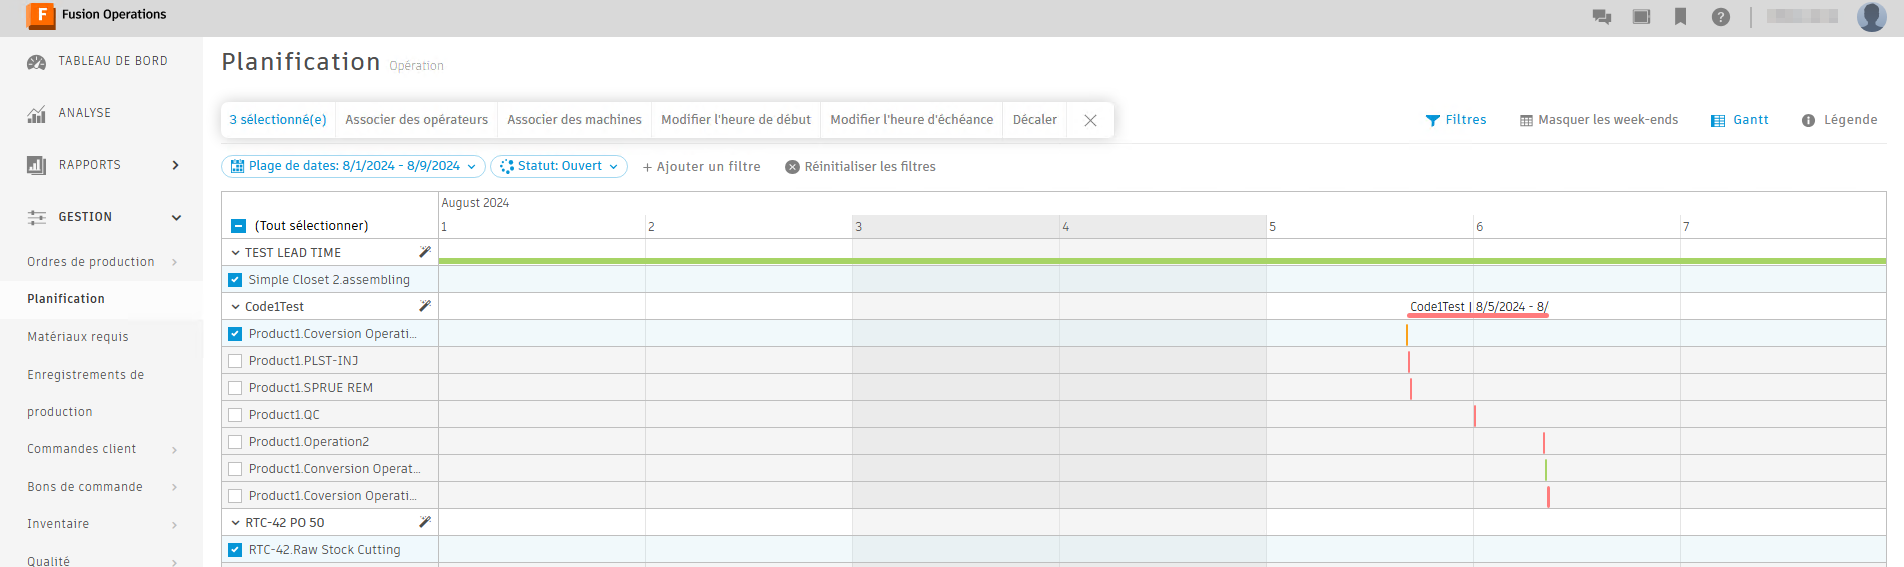 F Fusion Operations
TABLEAU DE BORD
ANALYSE
RAPPORTS
GESTION
Ordres de production
Planification
Matériaux requis
Enregistrements de
production
Commandes client
Bons de commande
Inventaire
Qualité
Planification Opération
3 sélectionné(e) Associer des opérateurs Associer des machines Modifier l'heure de début Modifier l'heure d'échéance Décaler
Filtres Masquer les week-ends Gantt Légende
Plage de dates: 8/1/2024 - 8/9/2024 Statut: Ouvert + Ajouter un filtre Réinitialiser les filtres
August 2024
(Tout sélectionner) 1 2 3 4 5 6 7
TEST LEAD TIME
Simple Closet 2.assembling
Code1Test Code1Test | 8/5/2024 - 8/
Product1.Coversion Operati...
Product1.PLST-INJ
Product1.SPRUE REM
Product1.QC
Product1.Operation2
Product1.Conversion Operat...
Product1.Coversion Operati...
RTC-42 PO 50
RTC-42.Raw Stock Cutting